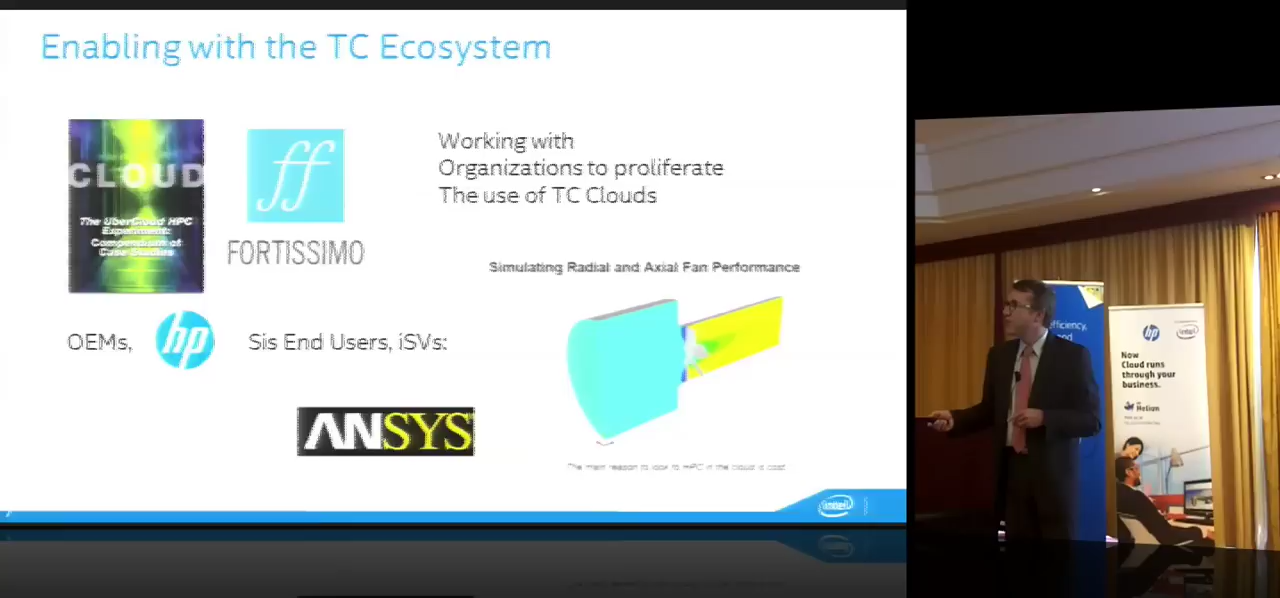 Enabling with the TC Ecosystem
CLOUD
The UberCloud HPC
Experiment:
Compendium of
Case Studies
ff
FORTISSIMO
Working with
Organizations to proliferate
The use of TC Clouds
Simulating Radial and Axial Fan Performance
OEMs,
hp
Sis End Users, iSVs:
ANSYS
The main reason to look to HPC in the cloud is cost
intel
efficiency,
and
hp
intel
Now
Cloud runs
through your
business.
Helion